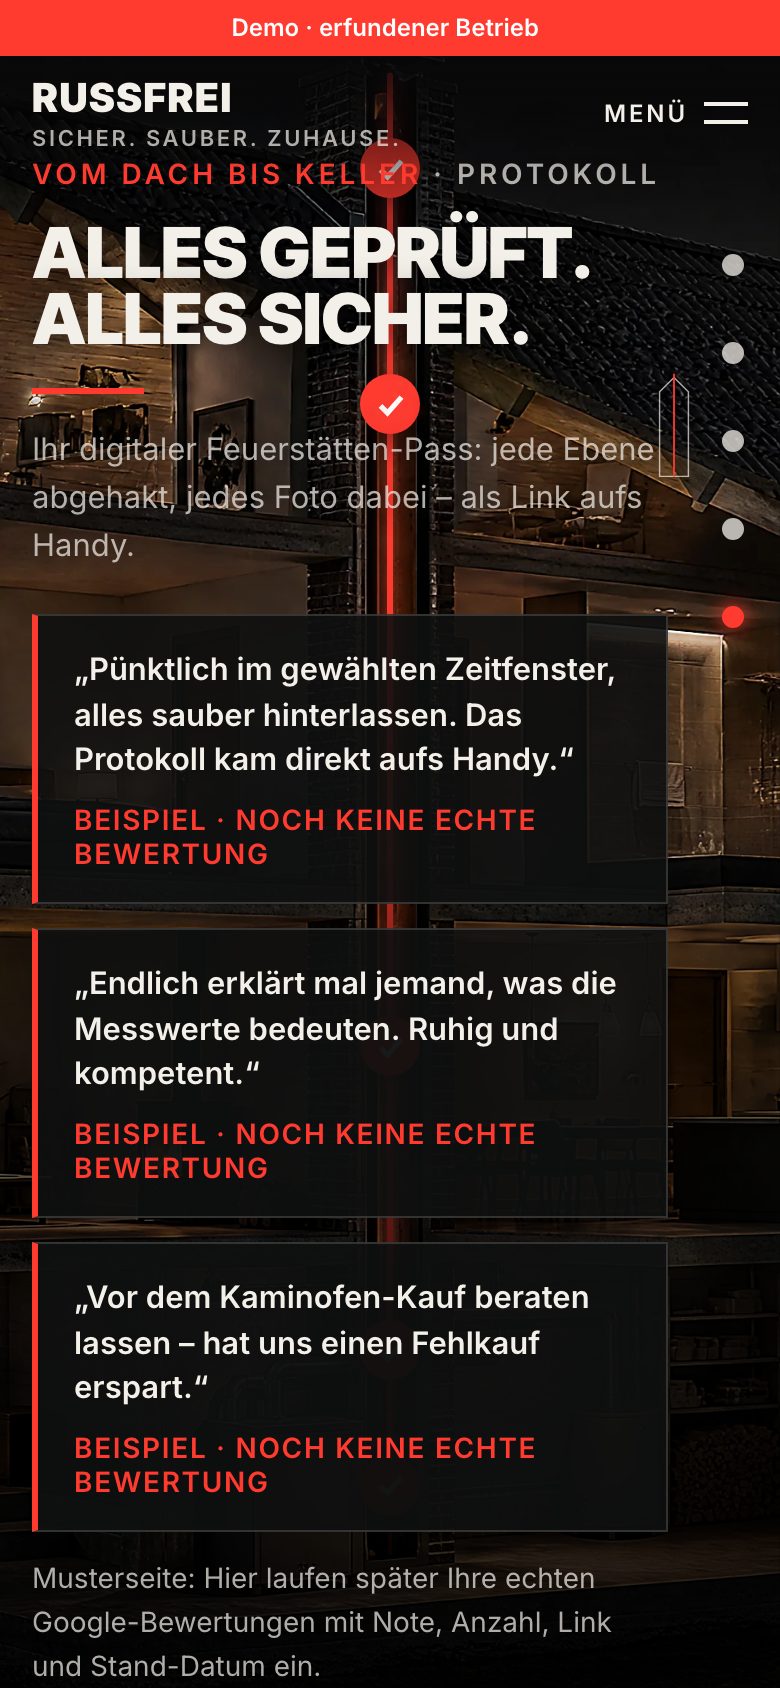 Demo · erfundener Betrieb
RUSSFREI
MENÜ
SICHER. SAUBER. ZUHAUSE.
VOM DACH BIS KELLER · PROTOKOLL
ALLES GEPRÜFT.
ALLES SICHER.
Ihr digitaler Feuerstätten-Pass: jede Ebene
abgehakt, jedes Foto dabei – als Link aufs
Handy.
„Pünktlich im gewählten Zeitfenster,
alles sauber hinterlassen. Das
Protokoll kam direkt aufs Handy.“
BEISPIEL · NOCH KEINE ECHTE
BEWERTUNG
„Endlich erklärt mal jemand, was die
Messwerte bedeuten. Ruhig und
kompetent.“
BEISPIEL · NOCH KEINE ECHTE
BEWERTUNG
„Vor dem Kaminofen-Kauf beraten
lassen – hat uns einen Fehlkauf
erspart.“
BEISPIEL · NOCH KEINE ECHTE
BEWERTUNG
Musterseite: Hier laufen später Ihre echten
Google-Bewertungen mit Note, Anzahl, Link
und Stand-Datum ein.